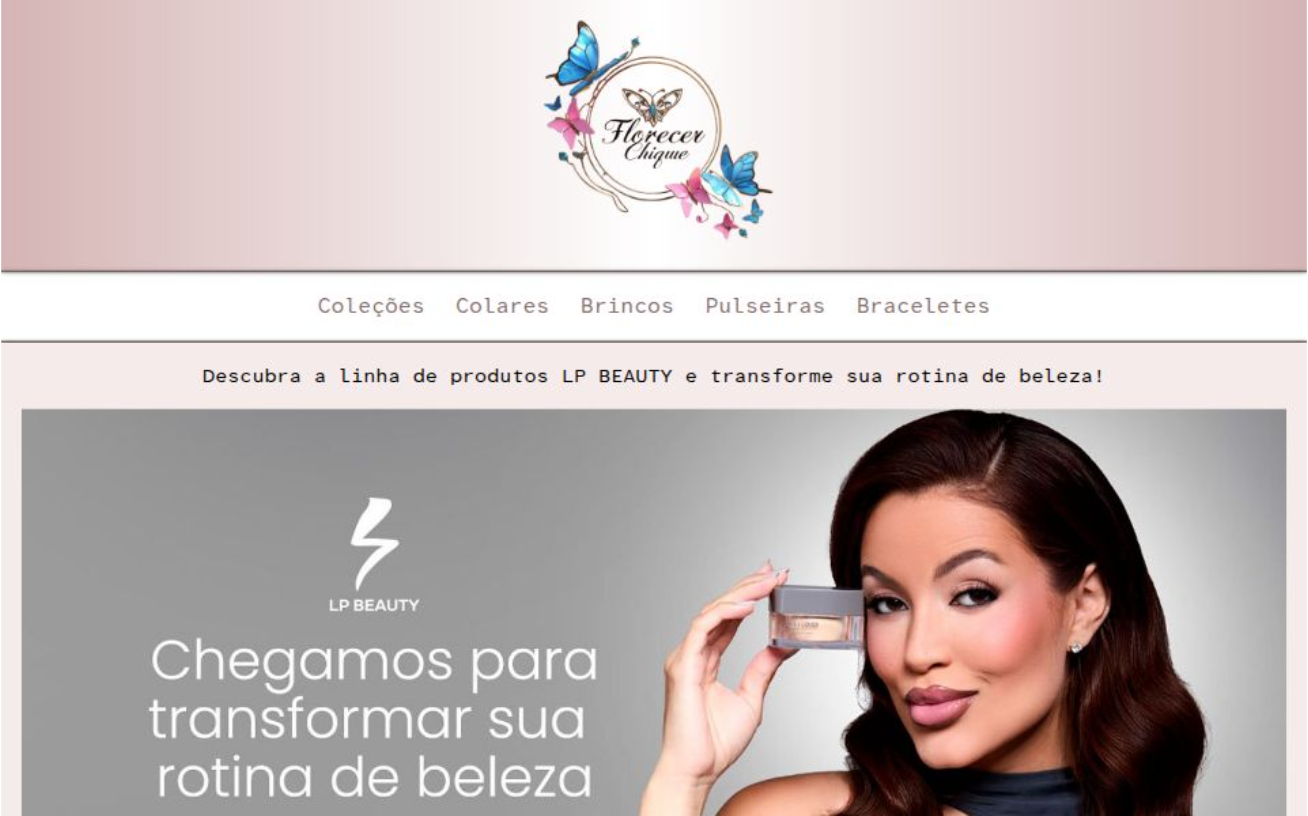 Florecer
Chique
Coleções Colares Brincos Pulseiras Braceletes
Descubra a linha de produtos LP BEAUTY e transforme sua rotina de beleza!
LP BEAUTY
Chegamos para
transformar sua
rotina de beleza